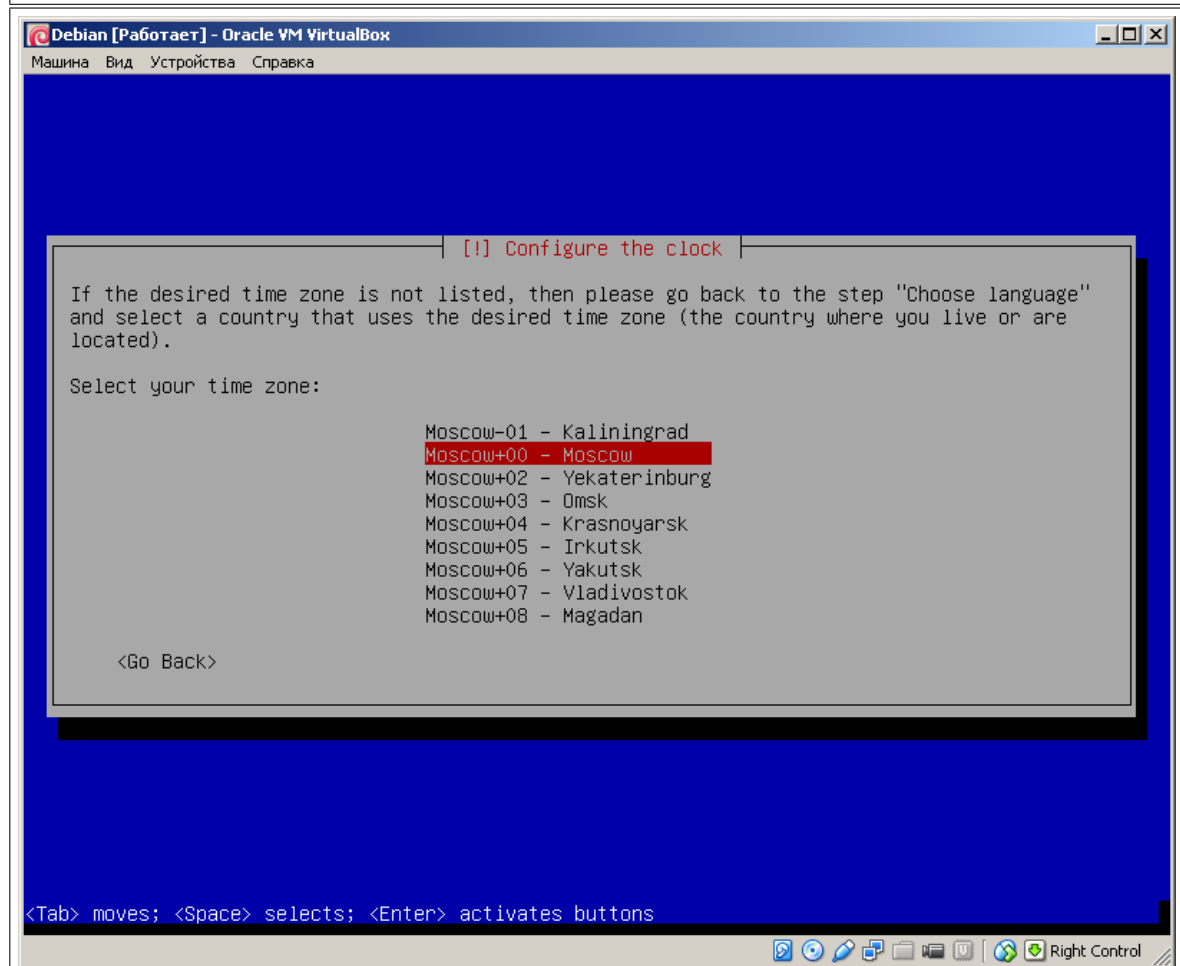 Debian [Работает] - Oracle VM VirtualBox
Машина Вид Устройства Справка
[!] Configure the clock
If the desired time zone is not listed, then please go back to the step "Choose language"
and select a country that uses the desired time zone (the country where you live or are
located).
Select your time zone:
Moscow-01 - Kaliningrad
Moscow+00 - Moscow
Moscow+02 - Yekaterinburg
Moscow+03 - Omsk
Moscow+04 - Krasnoyarsk
Moscow+05 - Irkutsk
Moscow+06 - Yakutsk
Moscow+07 - Vladivostok
Moscow+08 - Magadan
<Go Back>
<Tab> moves; <Space> selects; <Enter> activates buttons
Right Control